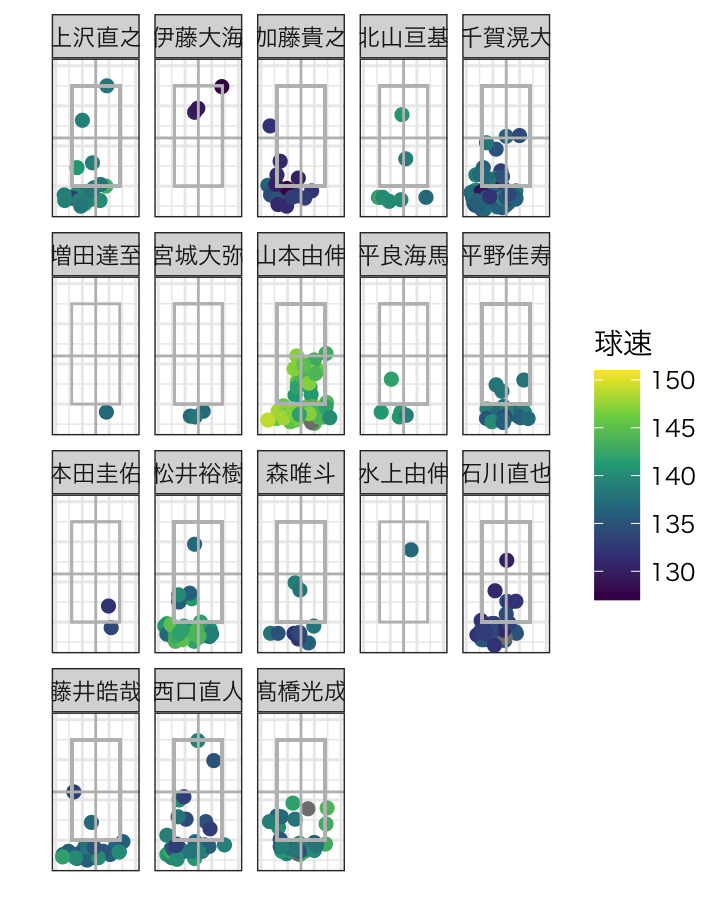 上沢直之
伊藤大海
加藤貴之
北山亘基
千賀滉大
増田達至
宮城大弥
山本由伸
平良海馬
平野佳寿
本田圭佑
松井裕樹
森唯斗
水上由伸
石川直也
藤井皓哉
西口直人
髙橋光成
球速
150
145
140
135
130